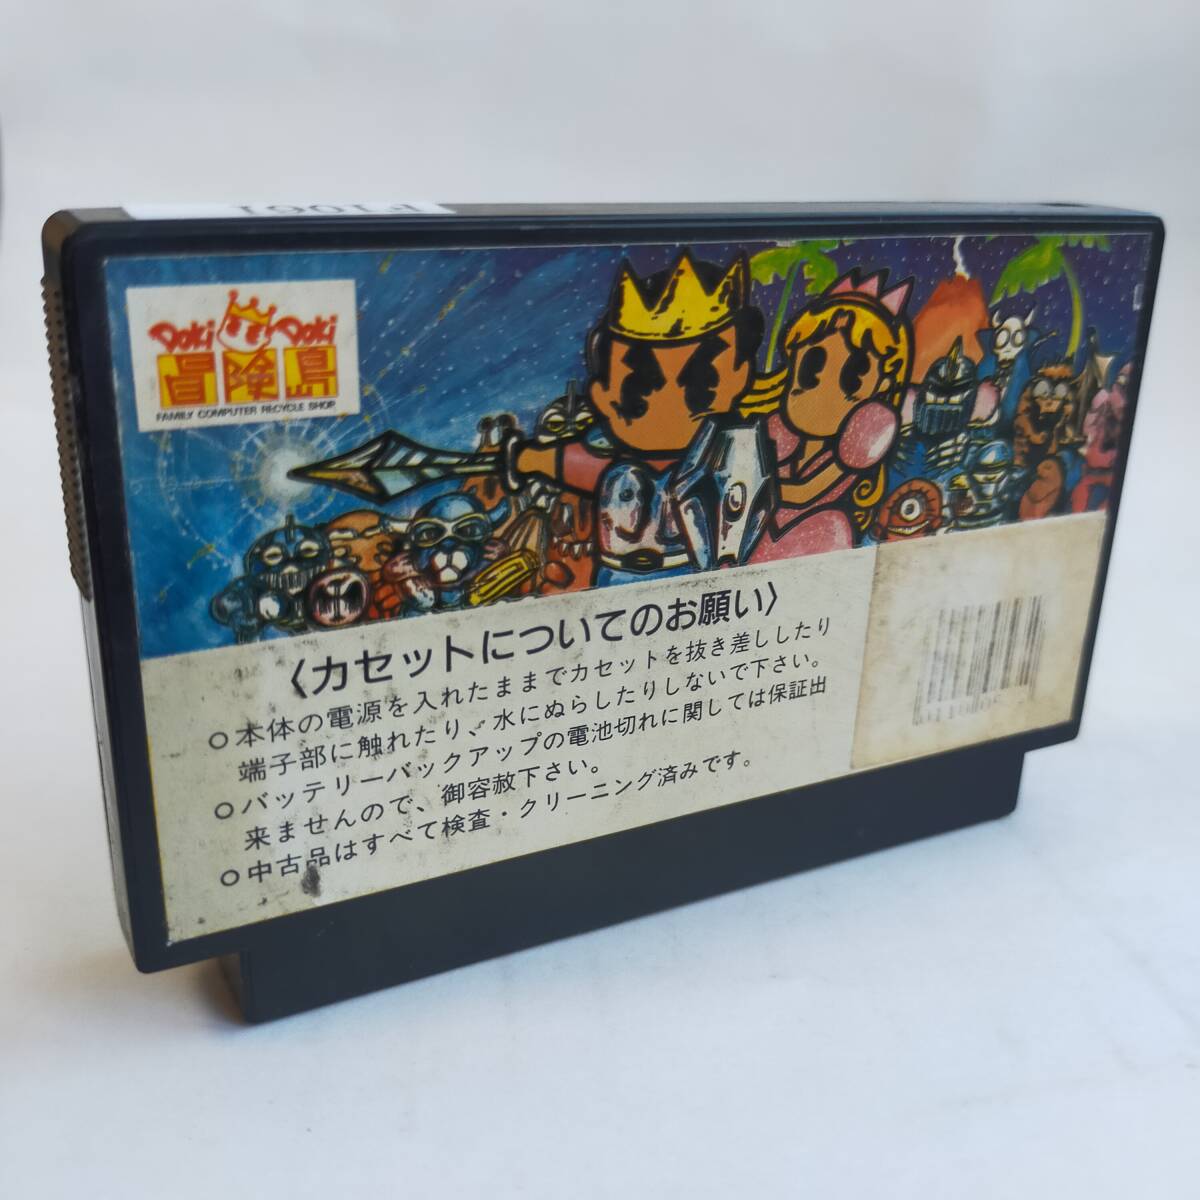 F1061
Doki Doki
冒険島
FAMILY COMPUTER RECYCLE SHOP
〈カセットについてのお願い〉
○本体の電源を入れたままでカセットを抜き差ししたり
端子部に触れたり、水にぬらしたりしないで下さい。
○バッテリーバックアップの電池切れに関しては保証出
来ませんので、御容赦下さい。
○中古品はすべて検査・クリーニング済みです。